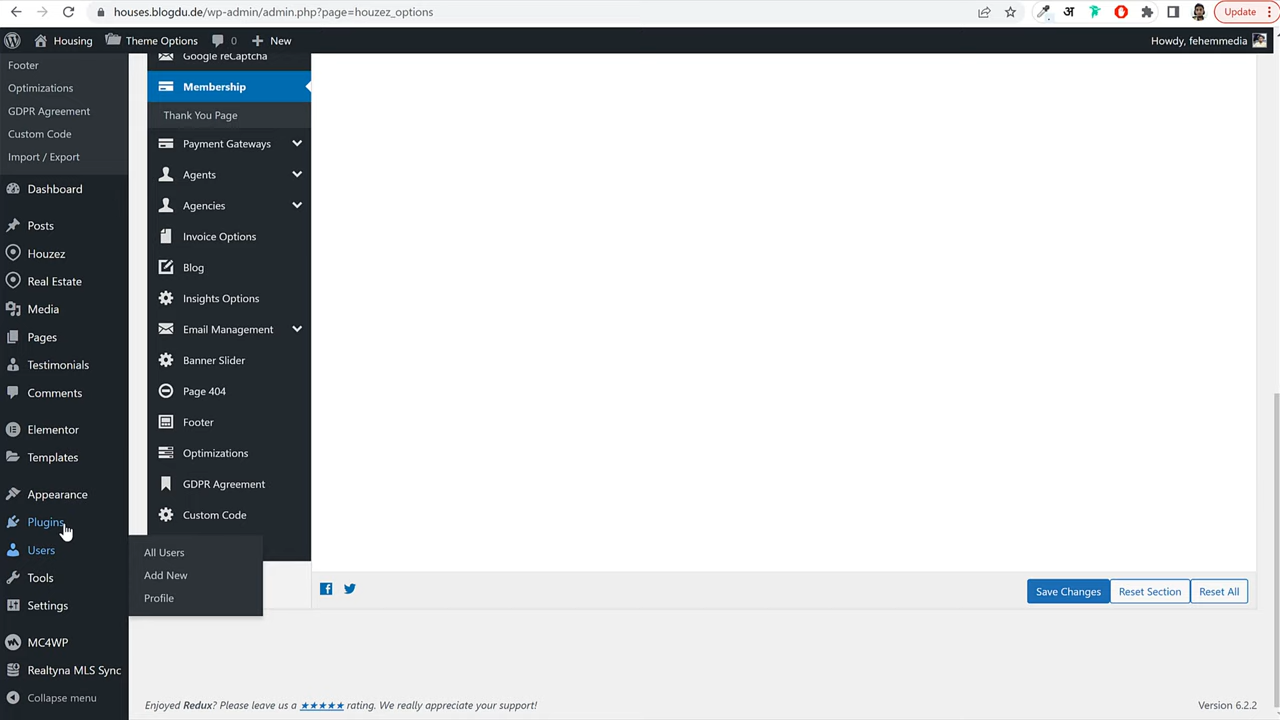 houses.blogdu.de/wp-admin/admin.php?page=houzez_options
अ
Update
Housing
Theme Options
0
New
Howdy, fehemmedia
Footer
Optimizations
GDPR Agreement
Custom Code
Import / Export
Dashboard
Posts
Houzez
Real Estate
Media
Pages
Testimonials
Comments
Elementor
Templates
Appearance
Plugins
Users
Tools
Settings
MC4WP
Realtyna MLS Sync
Collapse menu
Google reCaptcha
Membership
Thank You Page
Payment Gateways
Agents
Agencies
Invoice Options
Blog
Insights Options
Email Management
Banner Slider
Page 404
Footer
Optimizations
GDPR Agreement
Custom Code
All Users
Add New
Profile
Save Changes
Reset Section
Reset All
Enjoyed Redux? Please leave us a ★★★★★ rating. We really appreciate your support!
Version 6.2.2